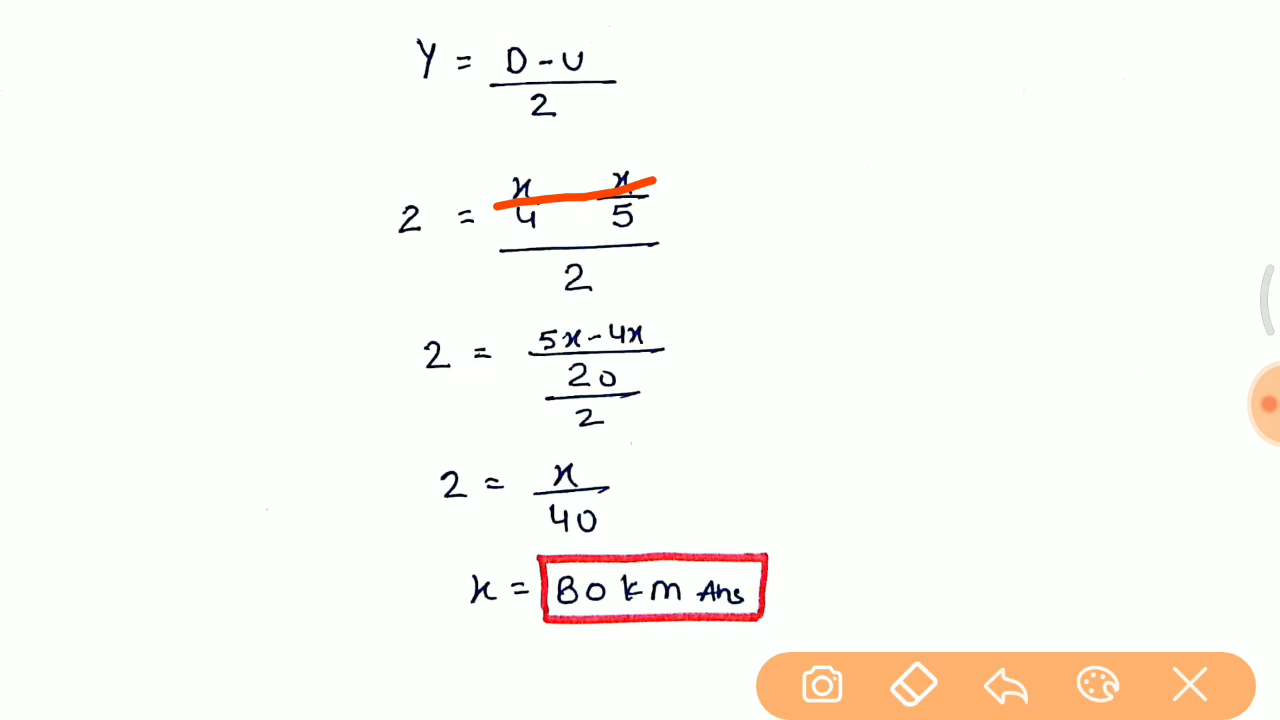 Y = D - U
2
2 = x x
4 5
2
2 = 5x - 4x
20
2
2 = x
40
x = 80 km Ans